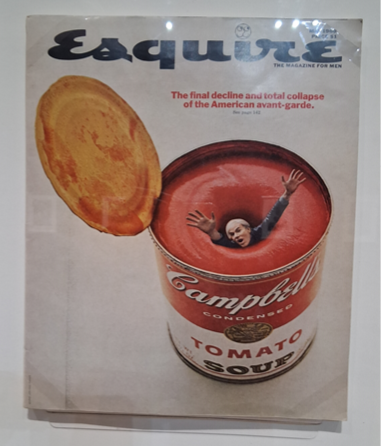 Esquire
THE MAGAZINE FOR MEN
The final decline and total collapse
of the American avant-garde.
Campbell's
CONDENSED
TOMATO
SOUP